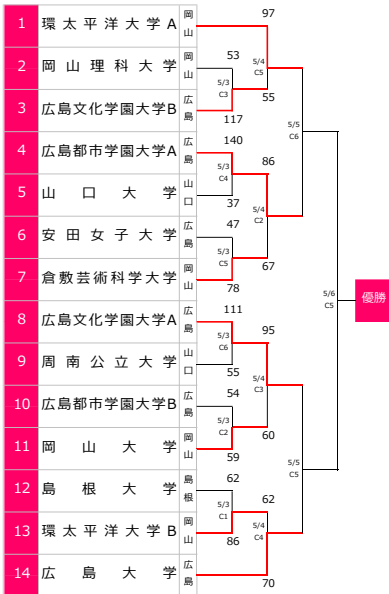 1 環太平洋大学A 岡山 97
2 岡山理科大学 岡山 53
5/3 C3
5/4 C5
3 広島文化学園大学B 広島 117
55
5/5 C6
4 広島都市学園大学A 広島 140
5/3 C4
86
5 山口大学 山口 37
5/4 C2
6 安田女子大学 広島 47
5/3 C5
67
7 倉敷芸術科学大学 岡山 78
5/6 C5
優勝
8 広島文化学園大学A 広島 111
5/3 C6
95
9 周南公立大学 山口 55
5/4 C3
10 広島都市学園大学B 広島 54
5/3 C2
60
11 岡山大学 岡山 59
5/5 C5
12 島根大学 島根 62
5/3 C1
62
13 環太平洋大学B 岡山 86
5/4 C4
14 広島大学 広島 70